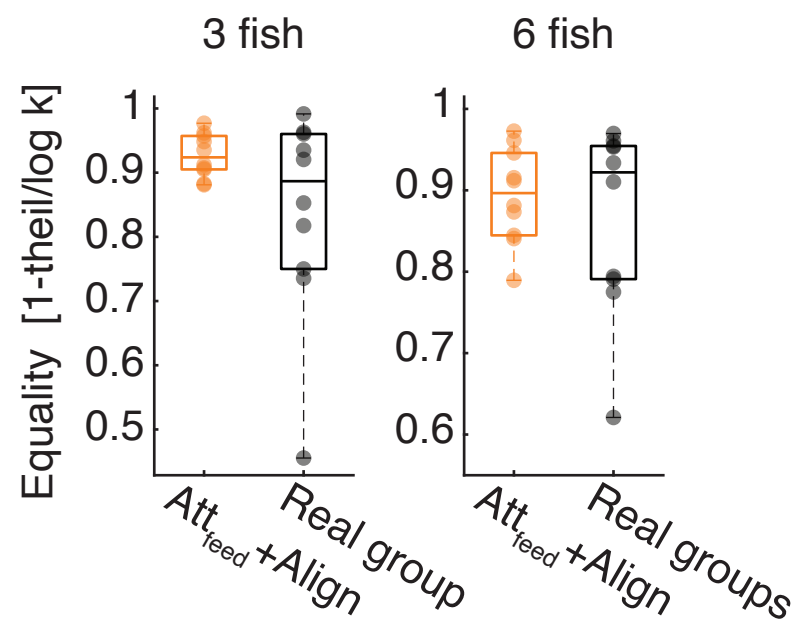 3 fish
6 fish
Equality [1-theil/log k]
1
0.9
0.8
0.7
0.6
0.5
Att_feed+Align
Real group
1
0.9
0.8
0.7
0.6
Att_feed+Align
Real groups